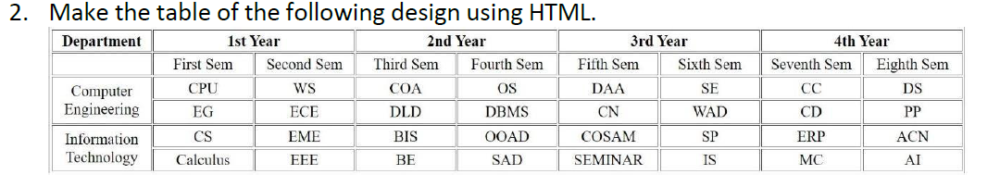 2. Make the table of the following design using HTML.
Department 1st Year 2nd Year 3rd Year 4th Year
First Sem Second Sem Third Sem Fourth Sem Fifth Sem Sixth Sem Seventh Sem Eighth Sem
Computer Engineering CPU WS COA OS DAA SE CC DS
EG ECE DLD DBMS CN WAD CD PP
Information Technology CS EME BIS OOAD COSAM SP ERP ACN
Calculus EEE BE SAD SEMINAR IS MC AI